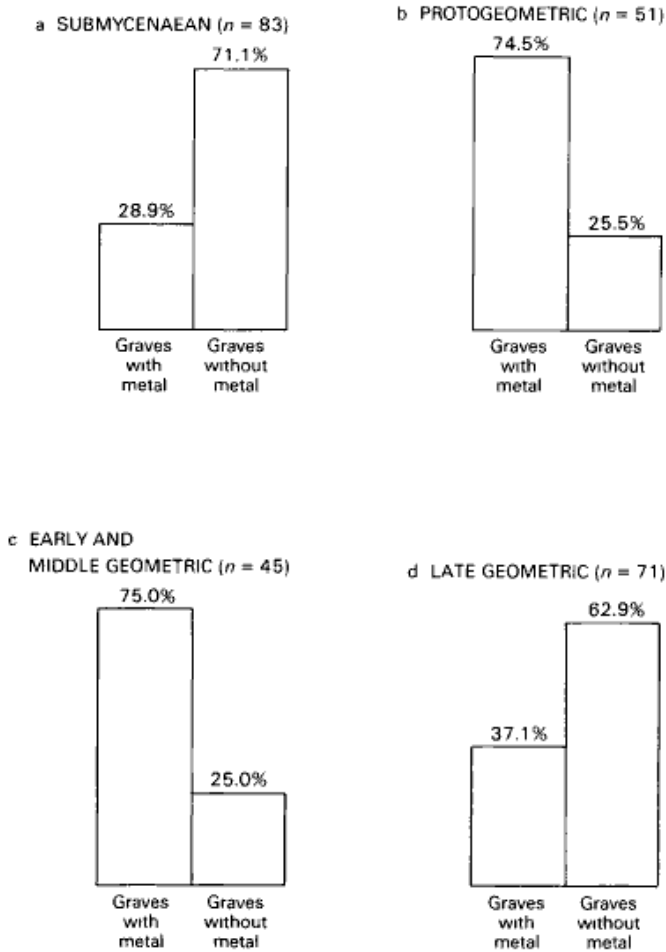 a SUBMYCENAEAN (n = 83)
71.1%
28.9%
Graves
with
metal
Graves
without
metal
b PROTOGEOMETRIC (n = 51)
74.5%
25.5%
Graves
with
metal
Graves
without
metal
c EARLY AND
MIDDLE GEOMETRIC (n = 45)
75.0%
25.0%
Graves
with
metal
Graves
without
metal
d LATE GEOMETRIC (n = 71)
62.9%
37.1%
Graves
with
metal
Graves
without
metal